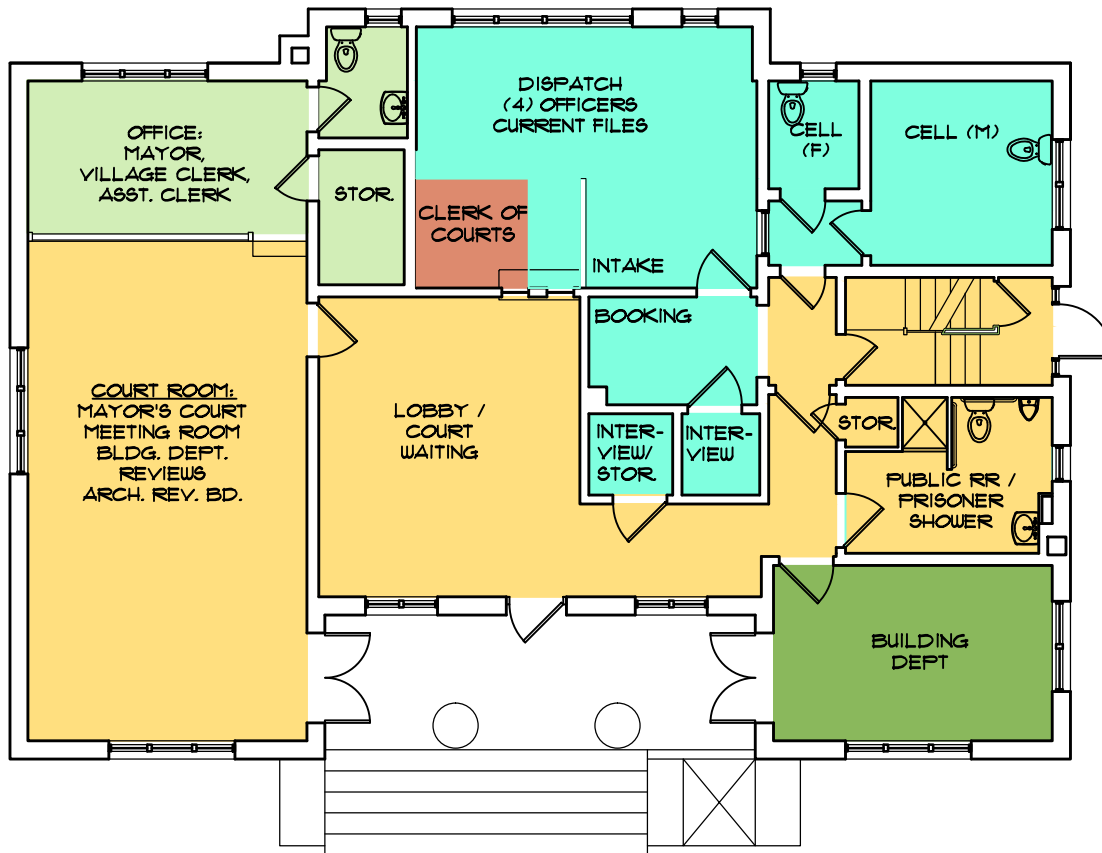 OFFICE:
MAYOR,
VILLAGE CLERK,
ASST. CLERK
STOR.
DISPATCH
(4) OFFICERS
CURRENT FILES
CLERK OF
COURTS
INTAKE
CELL
(F)
CELL (M)
BOOKING
COURT ROOM:
MAYOR'S COURT
MEETING ROOM
BLDG. DEPT.
REVIEWS
ARCH. REV. BD.
LOBBY /
COURT
WAITING
INTER-
VIEW/
STOR.
INTER-
VIEW
STOR.
PUBLIC RR /
PRISONER
SHOWER
BUILDING
DEPT